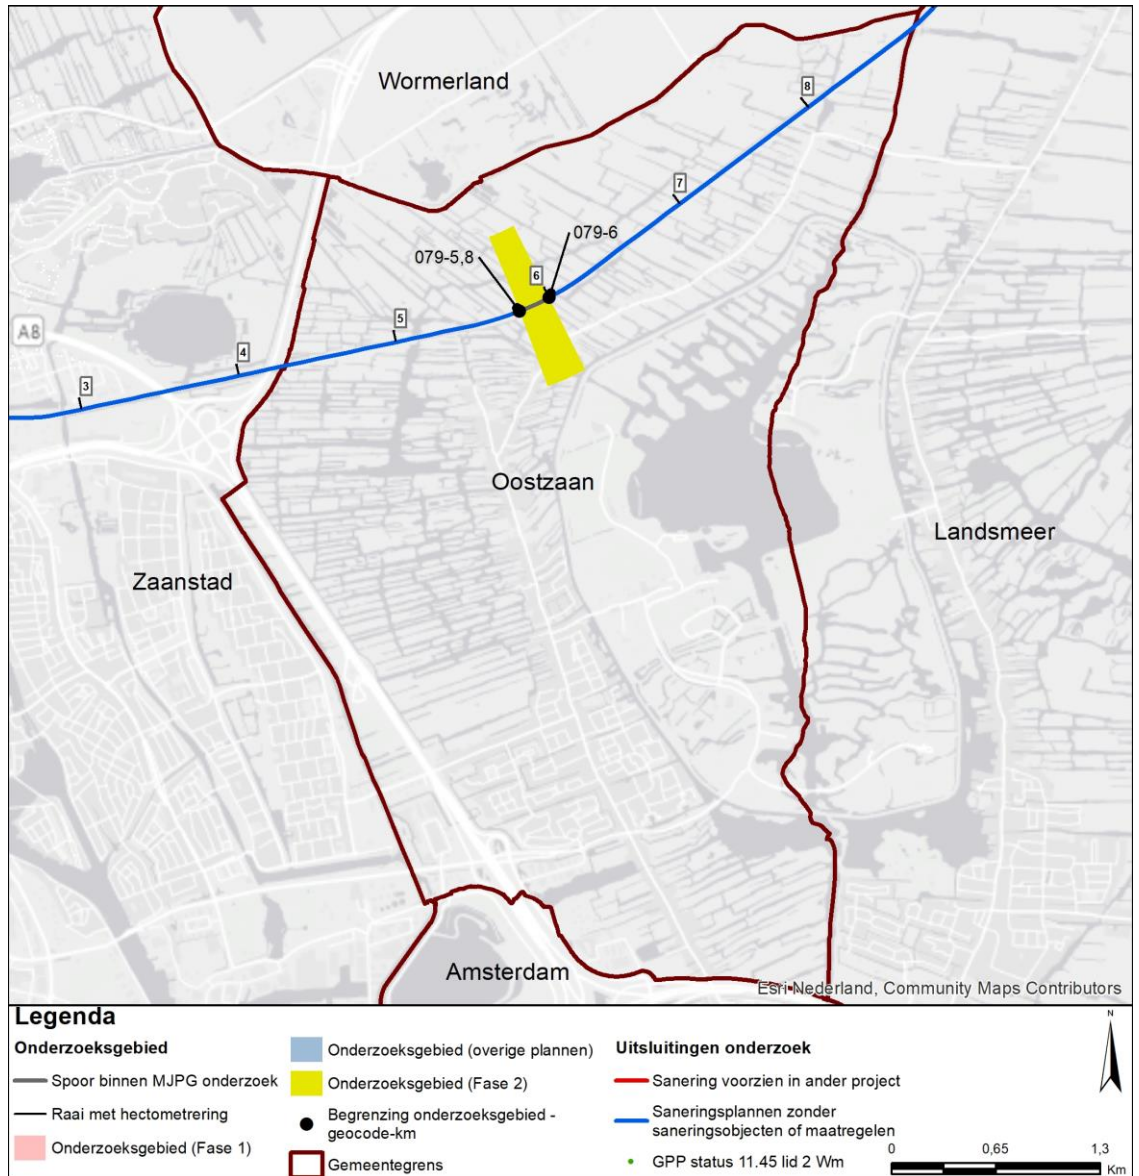 Wormerland
8
7
079-6
079-5,8
6
5
A8
4
3
Oostzaan
Landsmeer
Zaanstad
Amsterdam
Esri Nederland, Community Maps Contributors
Legenda
Onderzoeksgebied
Spoor binnen MJPG onderzoek
Raai met hectometrering
Onderzoeksgebied (Fase 1)
Onderzoeksgebied (overige plannen)
Onderzoeksgebied (Fase 2)
Begrenzing onderzoeksgebied -
geocode-km
Gemeentegrens
Uitsluitingen onderzoek
Sanering voorzien in ander project
Saneringsplannen zonder
saneringsobjecten of maatregelen
GPP status 11.45 lid 2 Wm
N
0 0,65 1,3
Km